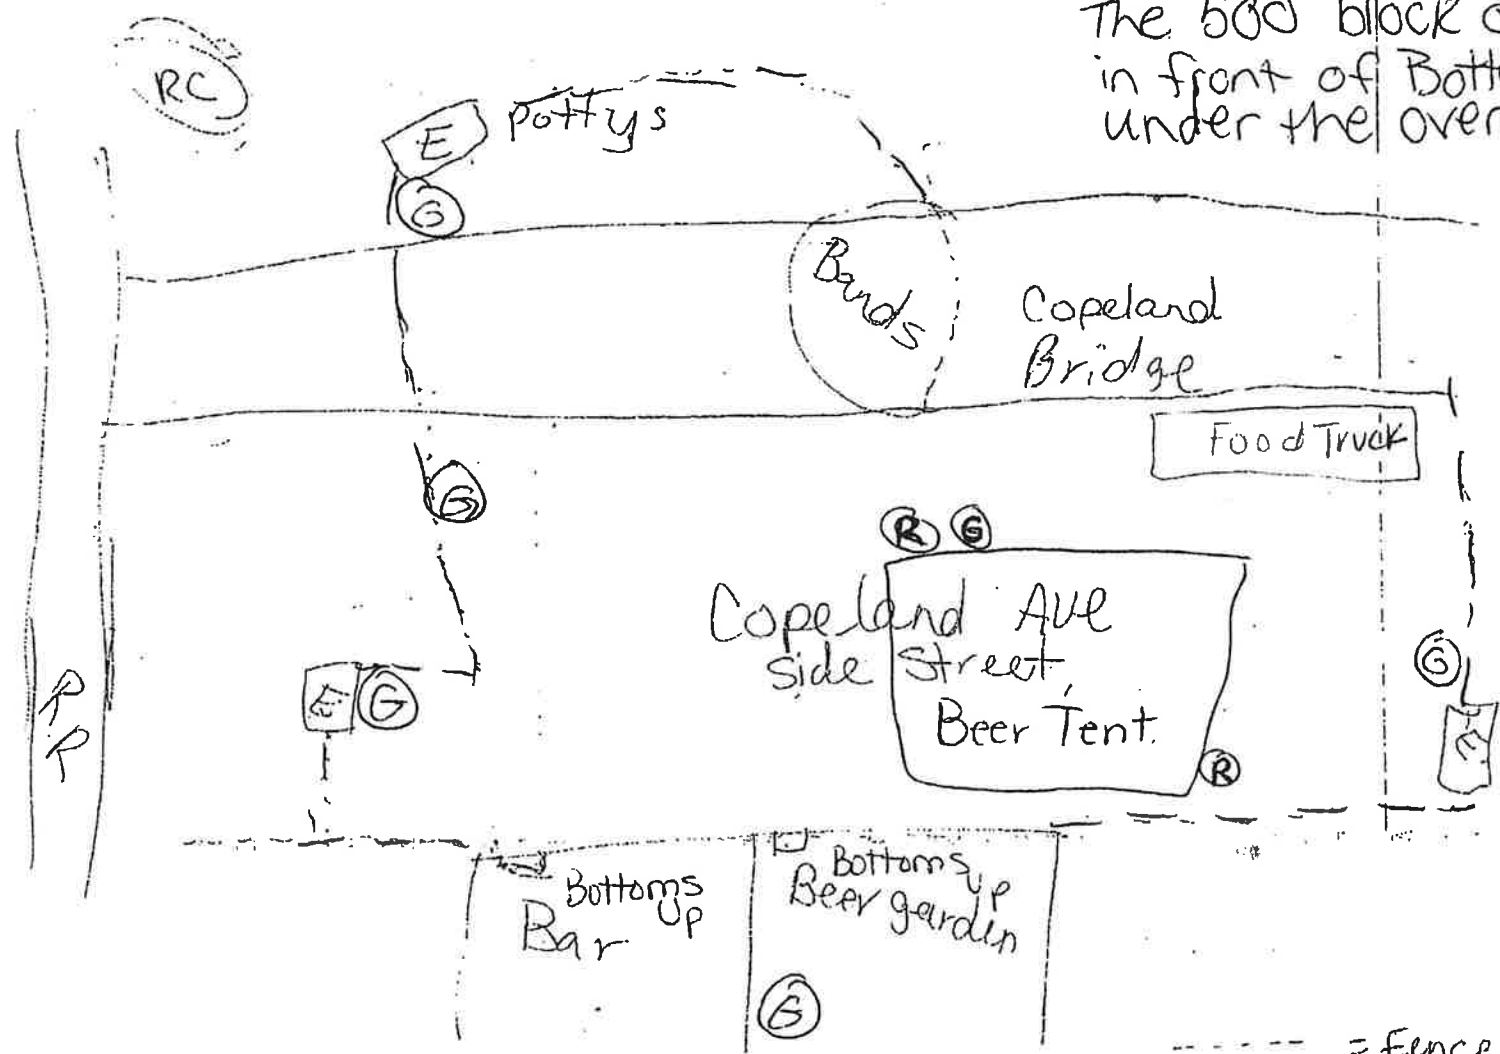 The 500 block
in front of Bott
under the over
RC
E
pottys
G
Bands
Copeland
Bridge
Food Truck
G
R G
Copeland Ave
side Street
Beer Tent
G
E G
E
R
R R
Bottoms
Up
Bar
Bottoms
Up
Beer garden
G
= Fence